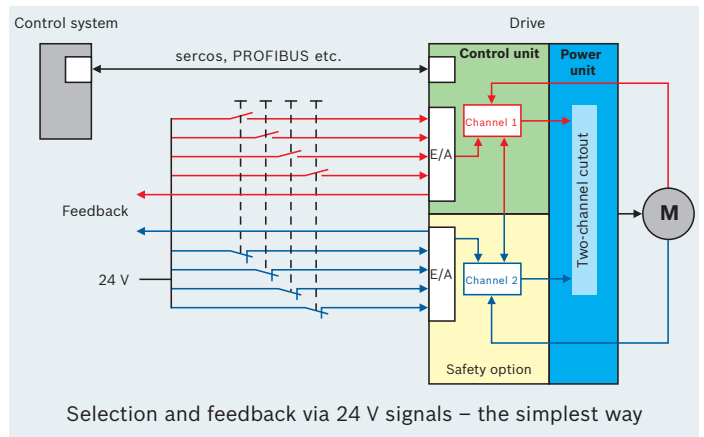 Control system
Drive
sercos, PROFIBUS etc.
Control unit
Power
unit
Channel 1
E/A
Two-channel cutout
M
Feedback
24 V
E/A
Channel 2
Safety option
Selection and feedback via 24 V signals – the simplest way